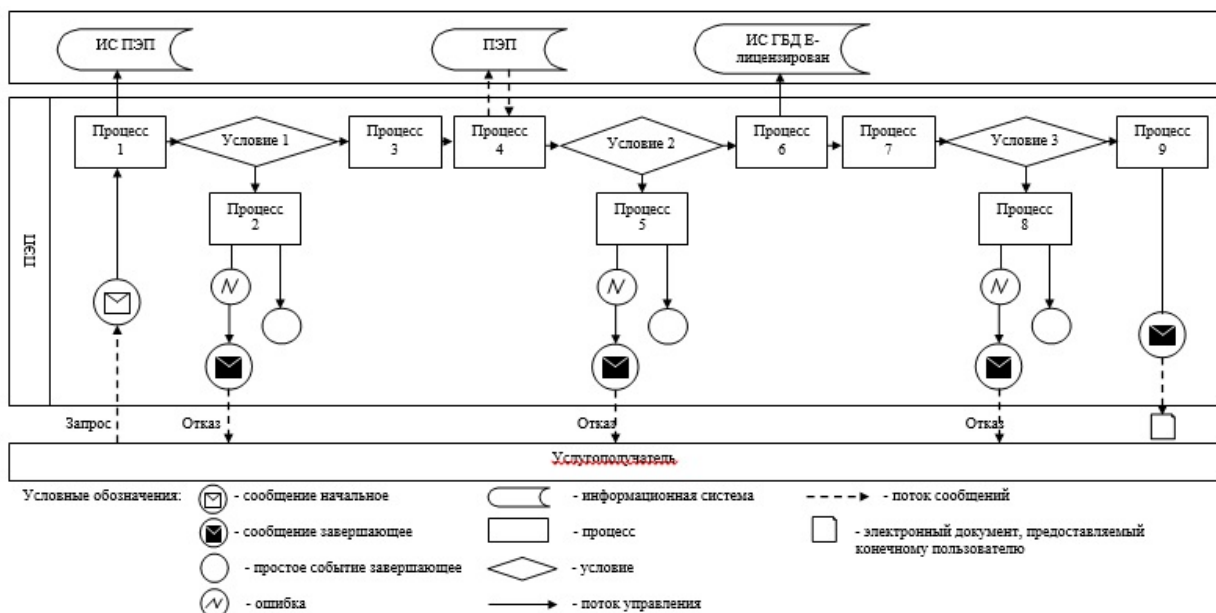 ИС ПЭП
ПЭП
ИС ГБД Е-
лицензирован
ПЭП
Процесс
1
Условие 1
Процесс
3
Процесс
4
Условие 2
Процесс
6
Процесс
7
Условие 3
Процесс
9
Процесс
2
Процесс
5
Процесс
8
Запрос
Отказ
Отказ
Отказ
Услугополучатель
Условные обозначения:
- сообщение начальное
- сообщение завершающее
- простое событие завершающее
- ошибка
- информационная система
- процесс
- условие
- поток управления
- поток сообщений
- электронный документ, предоставляемый
конечному пользователю